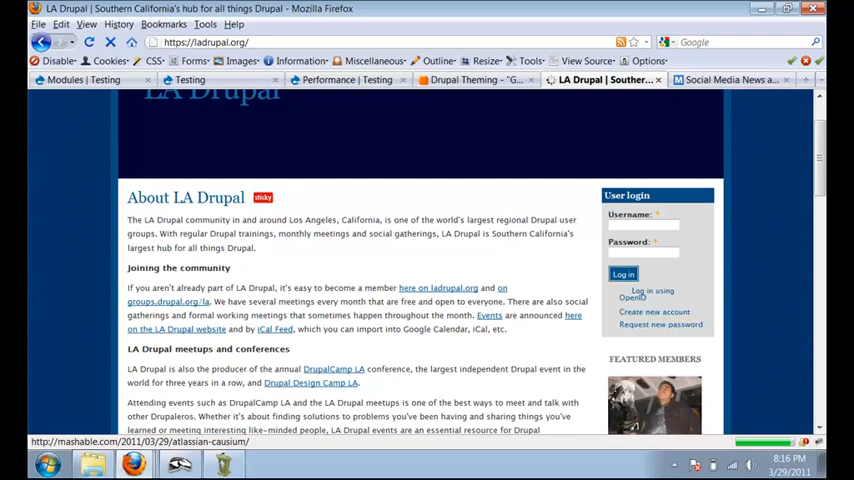 LA Drupal | Southern California's hub for all things Drupal - Mozilla Firefox
File Edit View History Bookmarks Tools Help
https://ladrupal.org/
Google
Disable Cookies CSS Forms Images Information Miscellaneous Outline Resize Tools View Source Options
Modules | Testing
Testing
Performance | Testing
Drupal Theming - "G...
LA Drupal | Souther...
Social Media News a...
LA Drupal
About LA Drupal sticky
The LA Drupal community in and around Los Angeles, California, is one of the world's largest regional Drupal user
groups. With regular Drupal trainings, monthly meetings and social gatherings, LA Drupal is Southern California's
largest hub for all things Drupal.
Joining the community
If you aren't already part of LA Drupal, it's easy to become a member here on ladrupal.org and on
groups.drupal.org/la. We have several meetings every month that are free and open to everyone. There are also social
gatherings and formal working meetings that sometimes happen throughout the month. Events are announced here
on the LA Drupal website and by iCal Feed, which you can import into Google Calendar, iCal, etc.
LA Drupal meetups and conferences
LA Drupal is also the producer of the annual DrupalCamp LA conference, the largest independent Drupal event in the
world for three years in a row, and Drupal Design Camp LA.
Attending events such as DrupalCamp LA and the LA Drupal meetups is one of the best ways to meet and talk with
other Drupaleros. Whether it's about finding solutions to problems you've been having and sharing things you've
learned or meeting interesting like-minded people, LA Drupal events are an essential resource for Drupal
User login
Username: *
Password: *
Log in
Log in using
OpenID
Create new account
Request new password
FEATURED MEMBERS
http://mashable.com/2011/03/29/atlassian-causium/
8:16 PM
3/29/2011